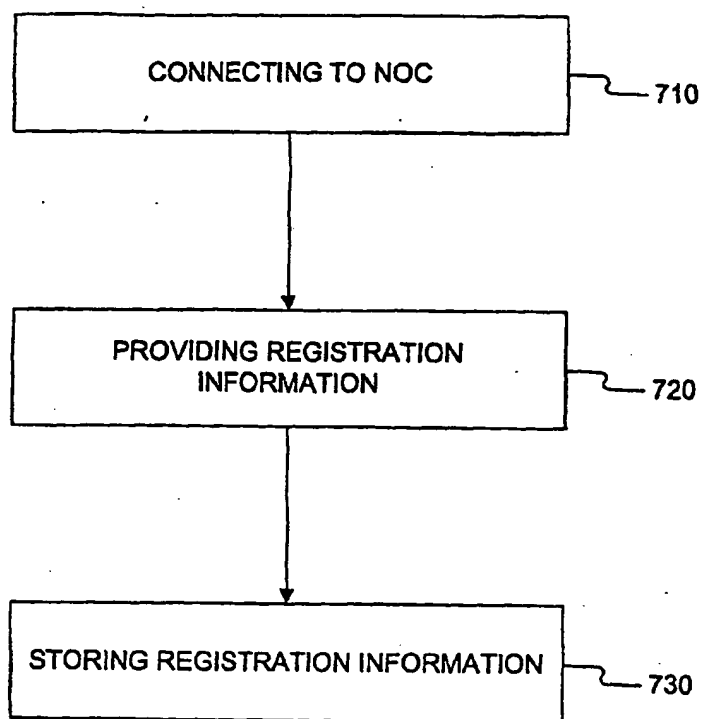 CONNECTING TO NOC
710
PROVIDING REGISTRATION
INFORMATION
720
STORING REGISTRATION INFORMATION
730